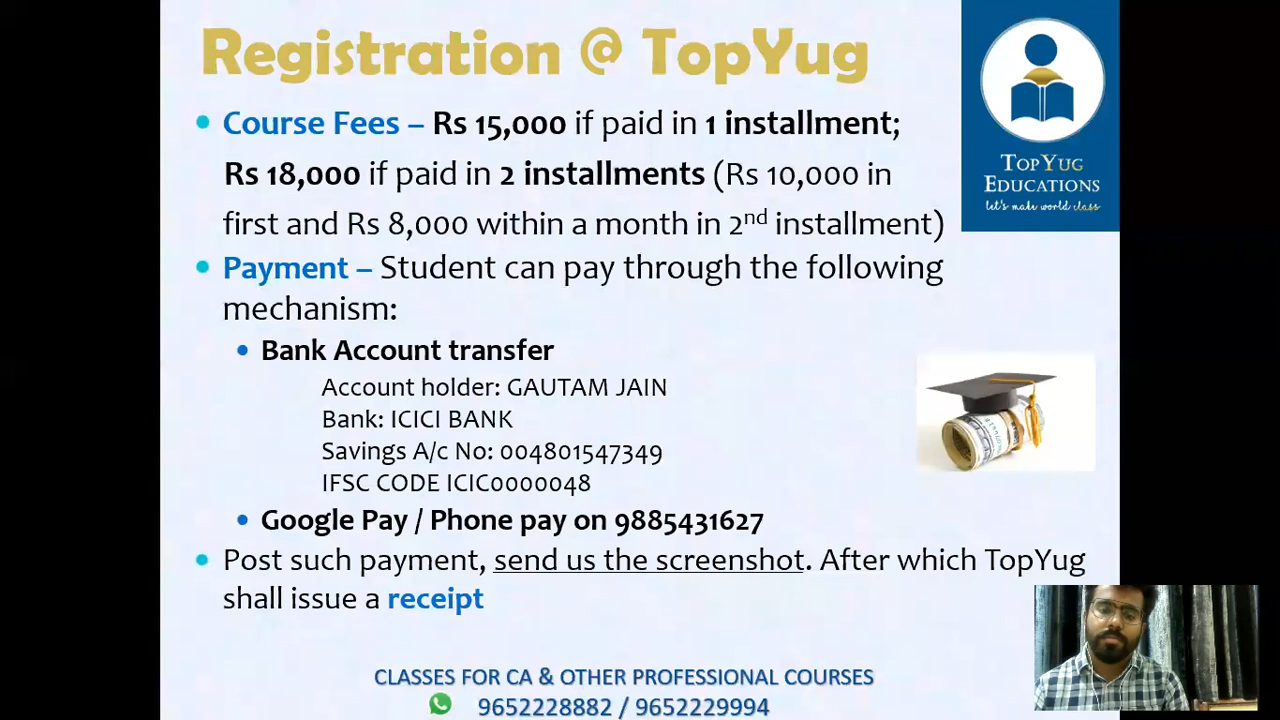 Registration @ TopYug
Course Fees – Rs 15,000 if paid in 1 installment;
Rs 18,000 if paid in 2 installments (Rs 10,000 in
first and Rs 8,000 within a month in 2nd installment)
TopYug
Educations
let's make world class
Payment – Student can pay through the following
mechanism:
Bank Account transfer
Account holder: GAUTAM JAIN
Bank: ICICI BANK
Savings A/c No: 004801547349
IFSC CODE ICIC0000048
Google Pay / Phone pay on 9885431627
Post such payment, send us the screenshot. After which TopYug
shall issue a receipt
CLASSES FOR CA & OTHER PROFESSIONAL COURSES
9652228882 / 9652229994